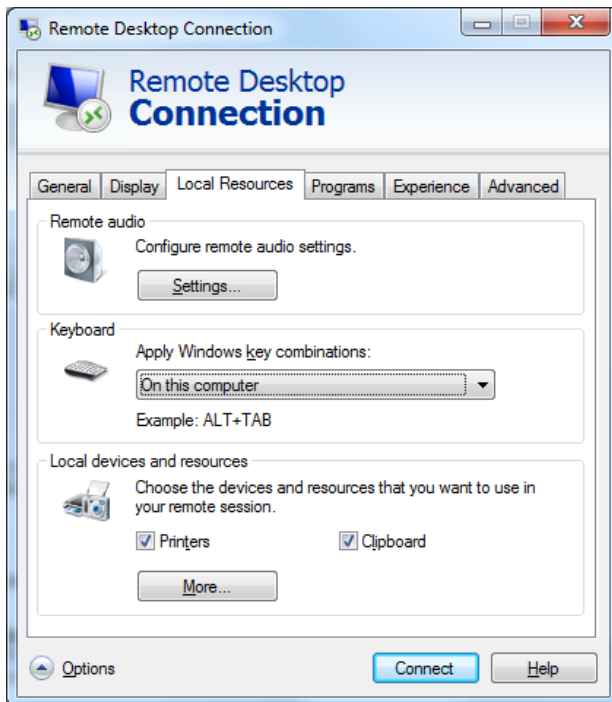 Remote Desktop Connection
Remote Desktop
Connection
General Display Local Resources Programs Experience Advanced
Remote audio
Configure remote audio settings.
Settings...
Keyboard
Apply Windows key combinations:
On this computer
Example: ALT+TAB
Local devices and resources
Choose the devices and resources that you want to use in
your remote session.
Printers Clipboard
More...
Options Connect Help